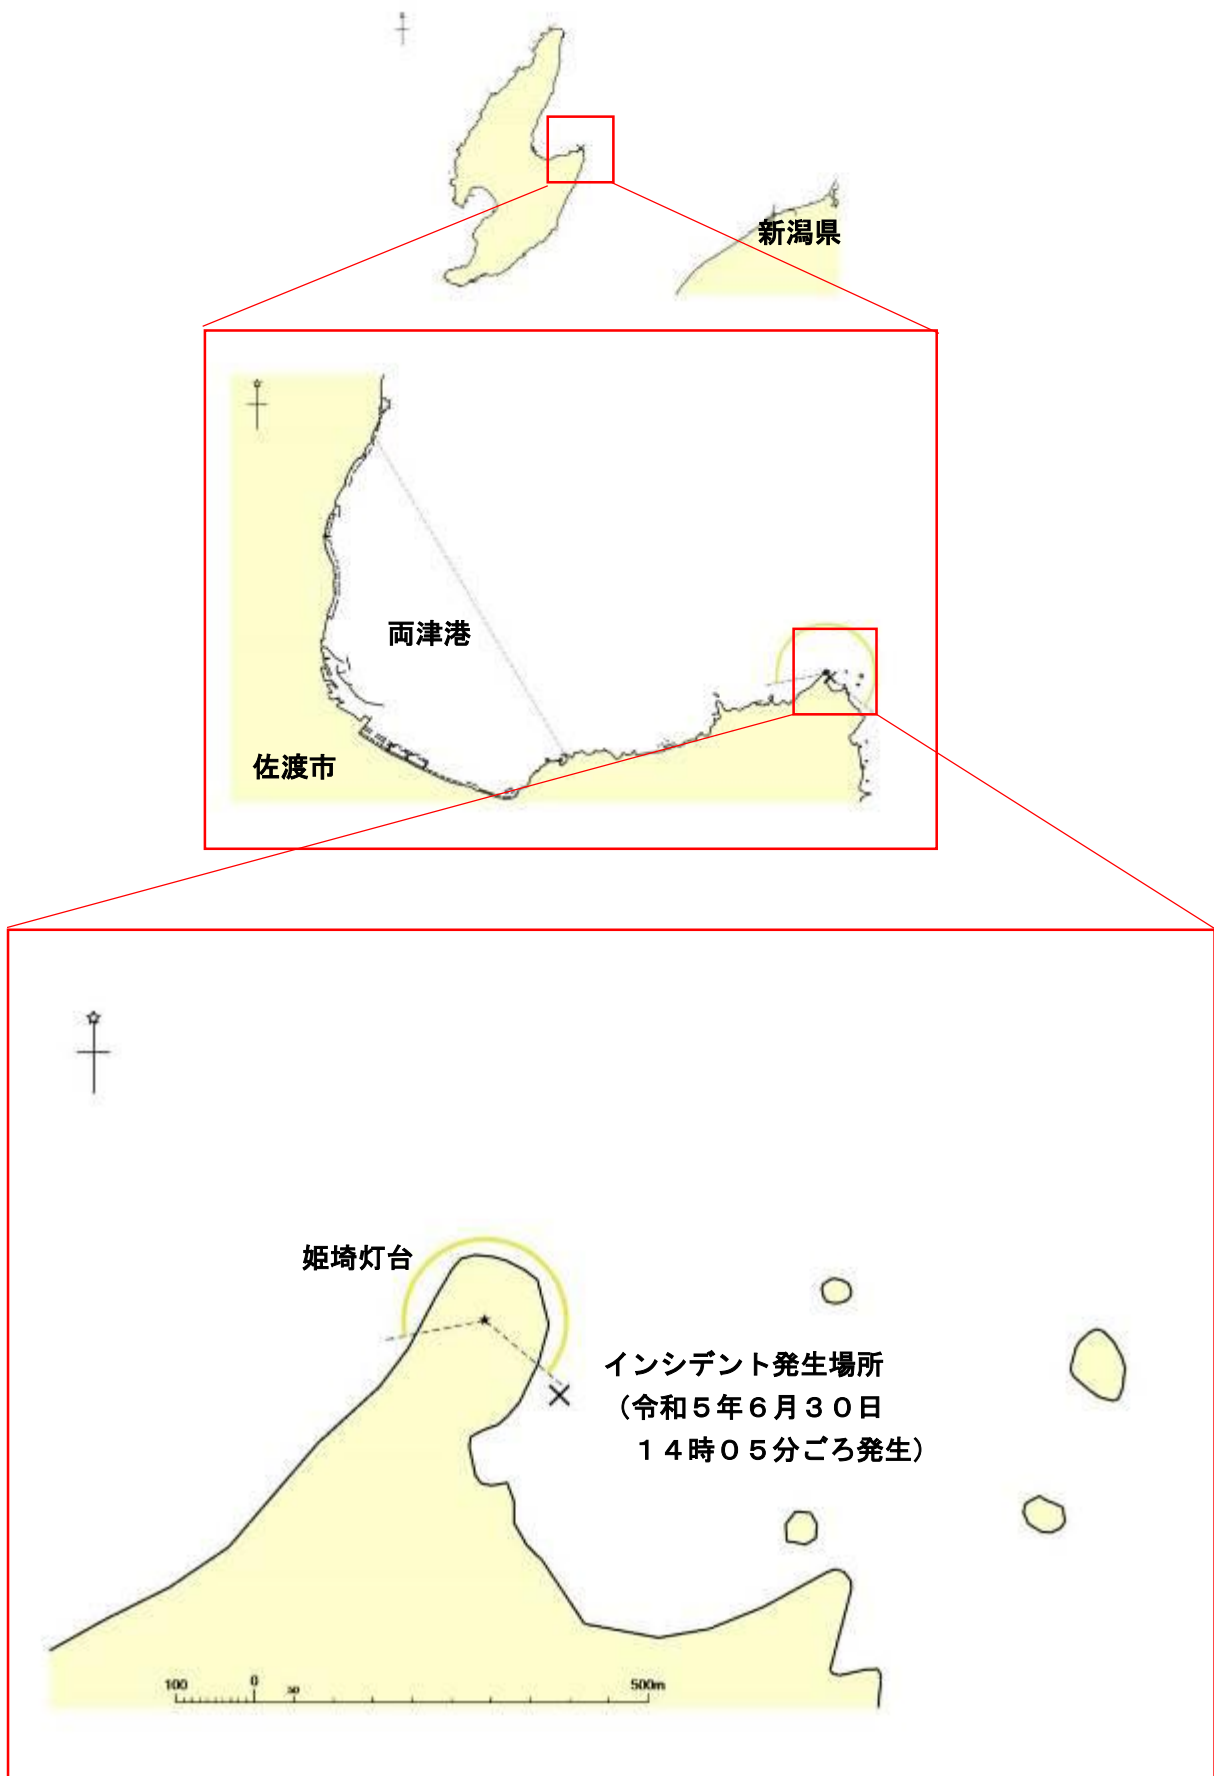 新潟県
両津港
佐渡市
姫埼灯台
インシデント発生場所
(令和5年6月30日
14時05分ごろ発生)
100 0 50 500m